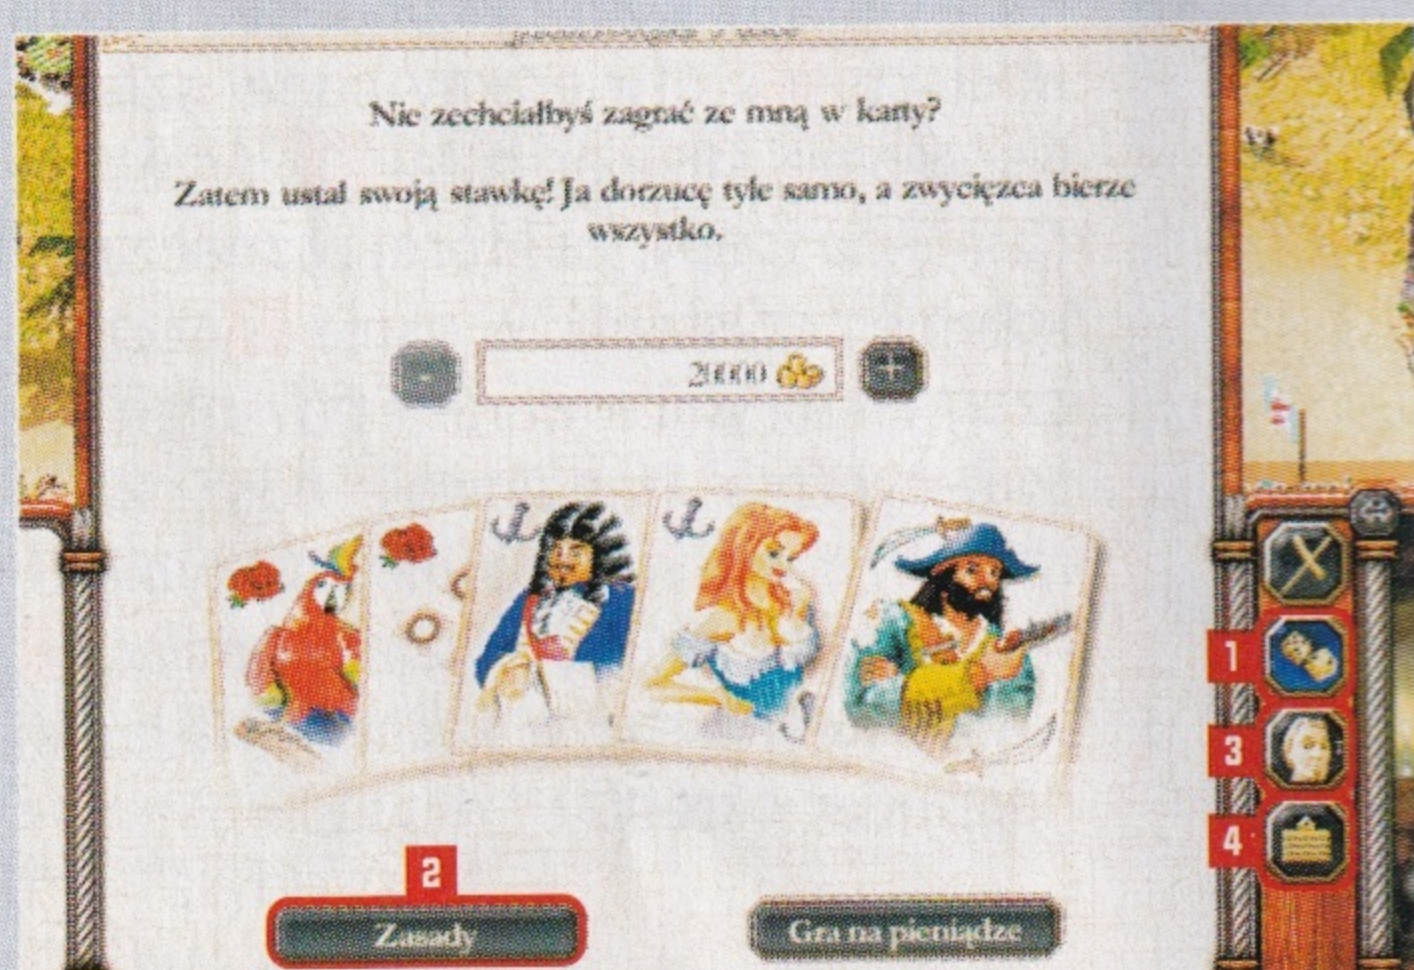 Nie zechciałbyś zagrać ze mną w karty?
Zatem ustal swoją stawkę! Ja dorzucę tyle samo, a zwycięzca bierze
wszystko.
-
20000
+
1
3
4
2
Zasady
Gra na pieniądze